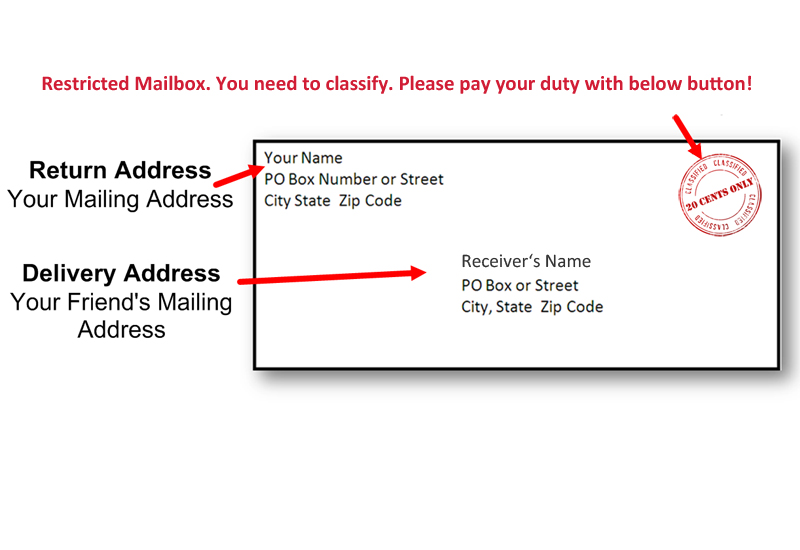 Restricted Mailbox. You need to classify. Please pay your duty with below button!
Return Address
Your Mailing Address
Your Name
PO Box Number or Street
City State  Zip Code
CLASSIFIED CLASSIFIED
20 CENTS ONLY
CLASSIFIED CLASSIFIED
Delivery Address
Your Friend's Mailing
Address
Receiver‘s Name
PO Box or Street
City, State  Zip Code